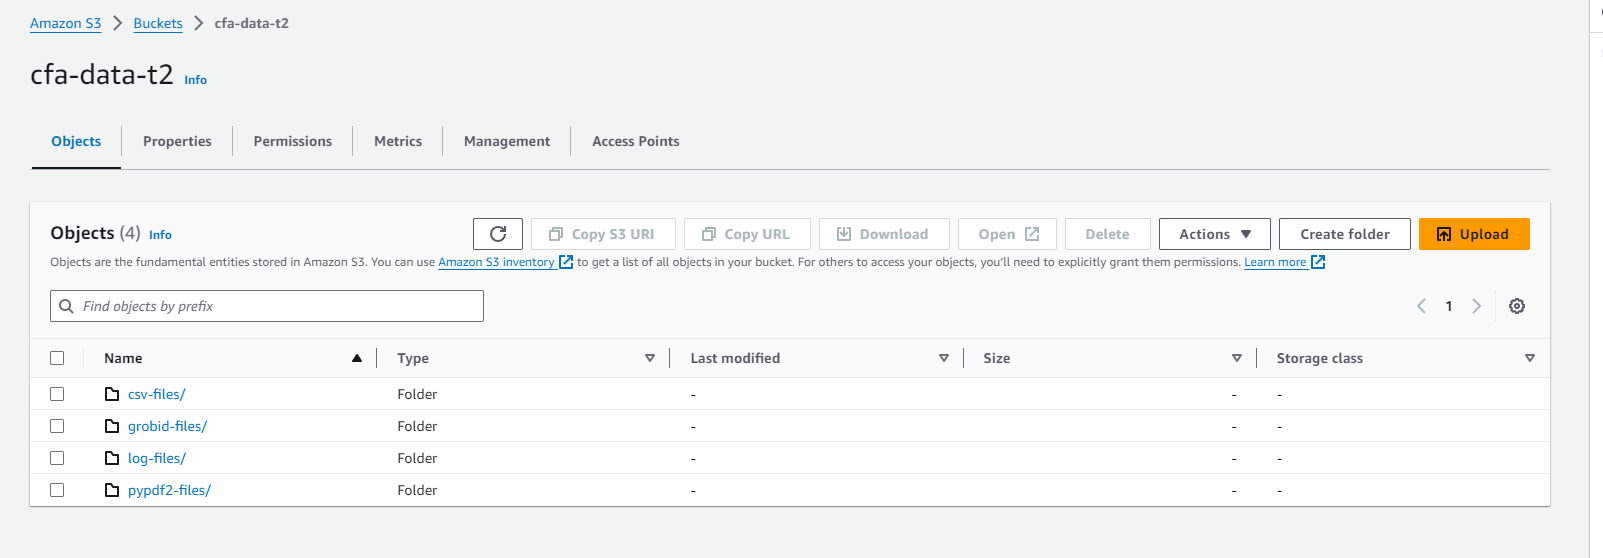 Amazon S3 > Buckets > cfa-data-t2
cfa-data-t2 Info
Objects Properties Permissions Metrics Management Access Points
Objects (4) Info Copy S3 URI Copy URL Download Open Delete Actions Create folder Upload
Objects are the fundamental entities stored in Amazon S3. You can use Amazon S3 inventory to get a list of all objects in your bucket. For others to access your objects, you'll need to explicitly grant them permissions. Learn more
Find objects by prefix 1
Name Type Last modified Size Storage class
csv-files/ Folder - - -
grobid-files/ Folder - - -
log-files/ Folder - - -
pypdf2-files/ Folder - - -